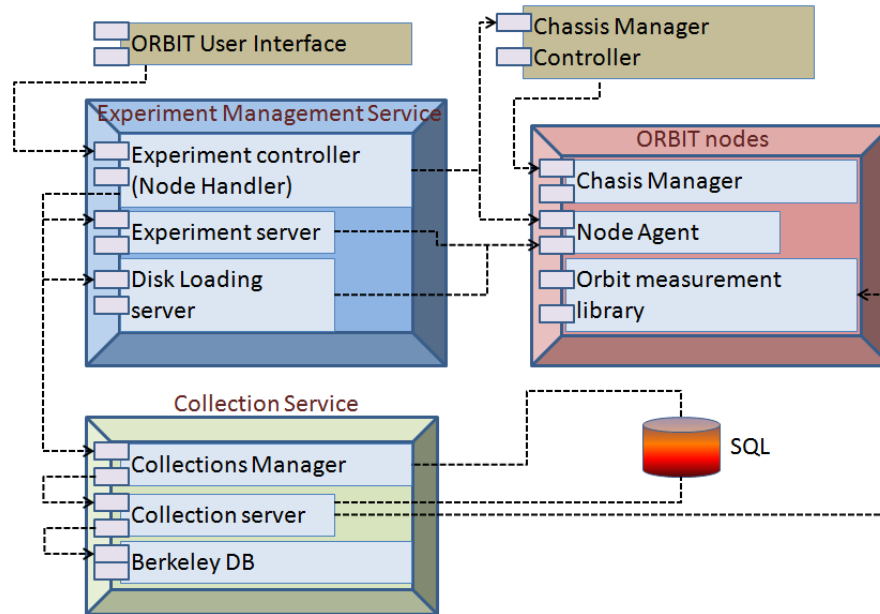 ORBIT User Interface
Chassis Manager
Controller
Experiment Management Service
Experiment controller
(Node Handler)
Experiment server
Disk Loading
server
ORBIT nodes
Chasis Manager
Node Agent
Orbit measurement
library
Collection Service
Collections Manager
Collection server
Berkeley DB
SQL